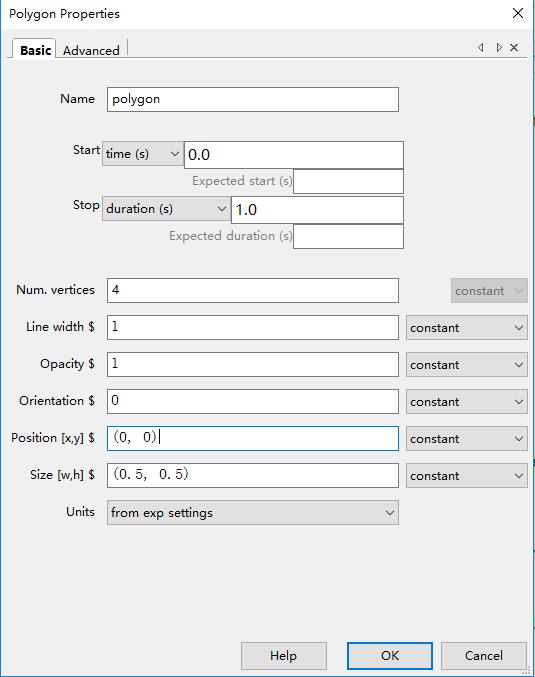 Polygon Properties
Basic Advanced
Name polygon
Start time (s) 0.0
Expected start (s)
Stop duration (s) 1.0
Expected duration (s)
Num. vertices 4 constant
Line width $ 1 constant
Opacity $ 1 constant
Orientation $ 0 constant
Position [x,y] $ (0, 0) constant
Size [w,h] $ (0.5, 0.5) constant
Units from exp settings
Help OK Cancel